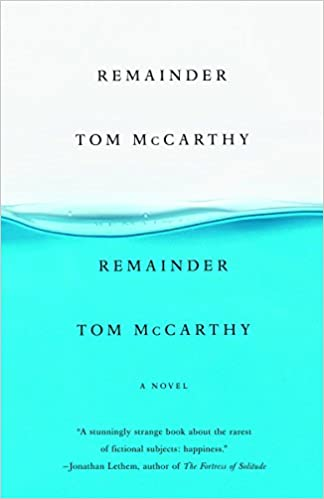 REMAINDER
TOM McCARTHY
REMAINDER
TOM McCARTHY
A NOVEL
"A stunningly strange book about the rarest
of fictional subjects: happiness."
—Jonathan Lethem, author of The Fortress of Solitude